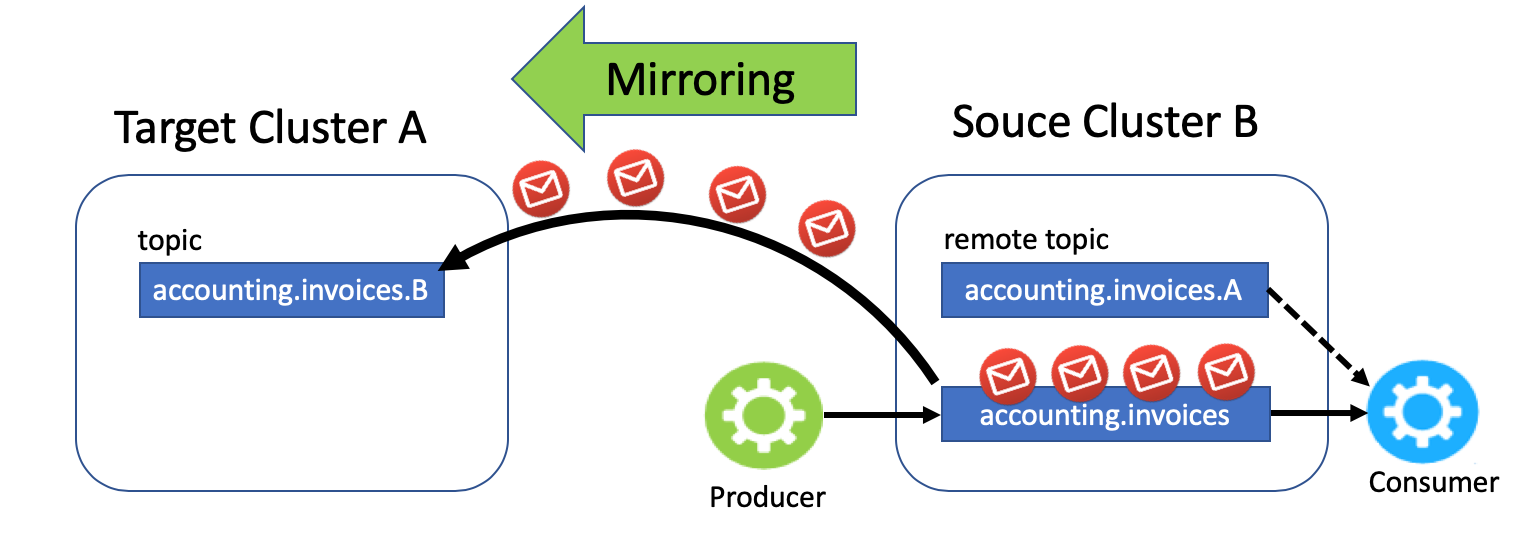 Mirroring
Target Cluster A
Souce Cluster B
topic
accounting.invoices.B
remote topic
accounting.invoices.A
accounting.invoices
Producer
Consumer